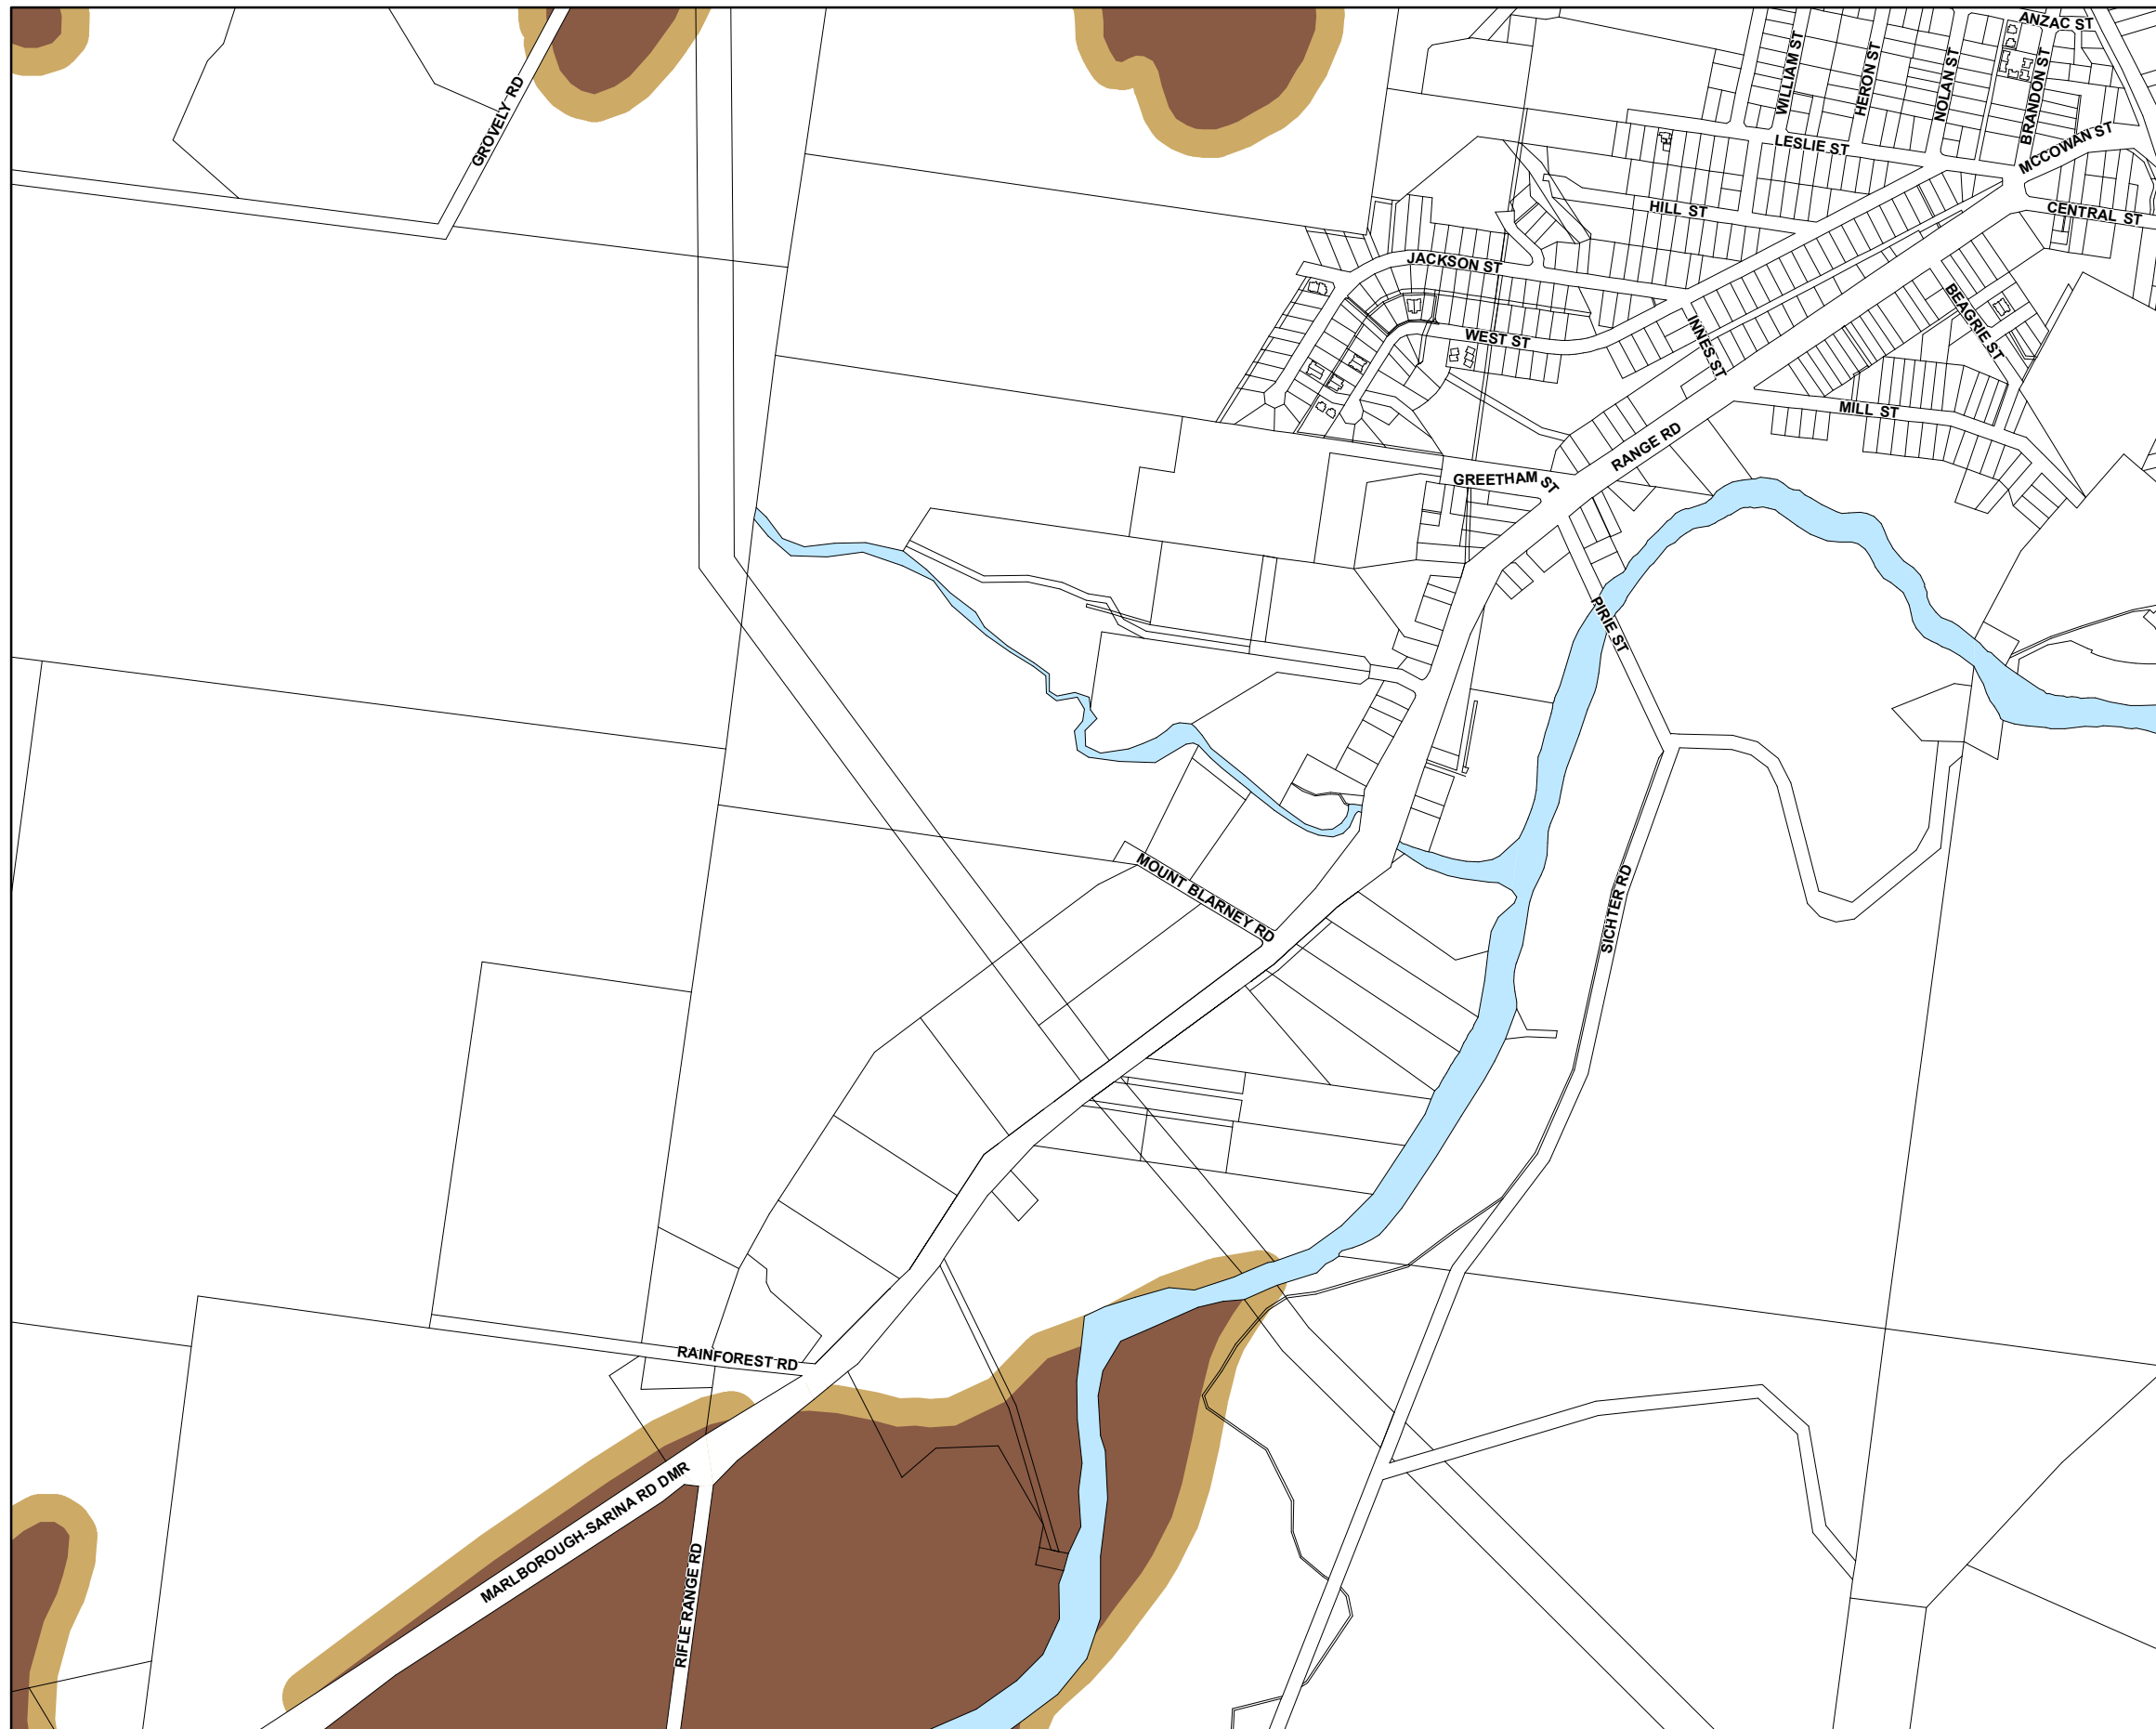 ANZAC ST
WILLIAM ST
HERON ST
NOLAN ST
BRANDON ST
GROVELY RD
LESLIE ST
MCCOWAN ST
HILL ST
CENTRAL ST
JACKSON ST
WEST ST
INNES ST
BEAGRIE ST
MILL ST
RANGE RD
GREETHAM ST
PIRIE ST
MOUNT BLARNEY RD
SICHTER RD
RAINFOREST RD
MARLBOROUGH-SARINA RD DMR
RIFLE RANGE RD